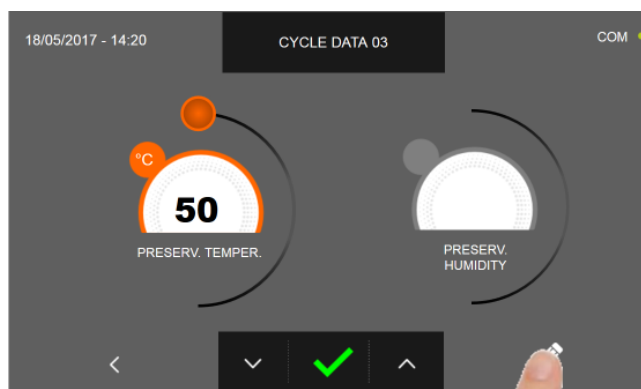 18/05/2017 - 14:20
CYCLE DATA 03
COM
°C
50
PRESERV. TEMPER.
PRESERV.
HUMIDITY